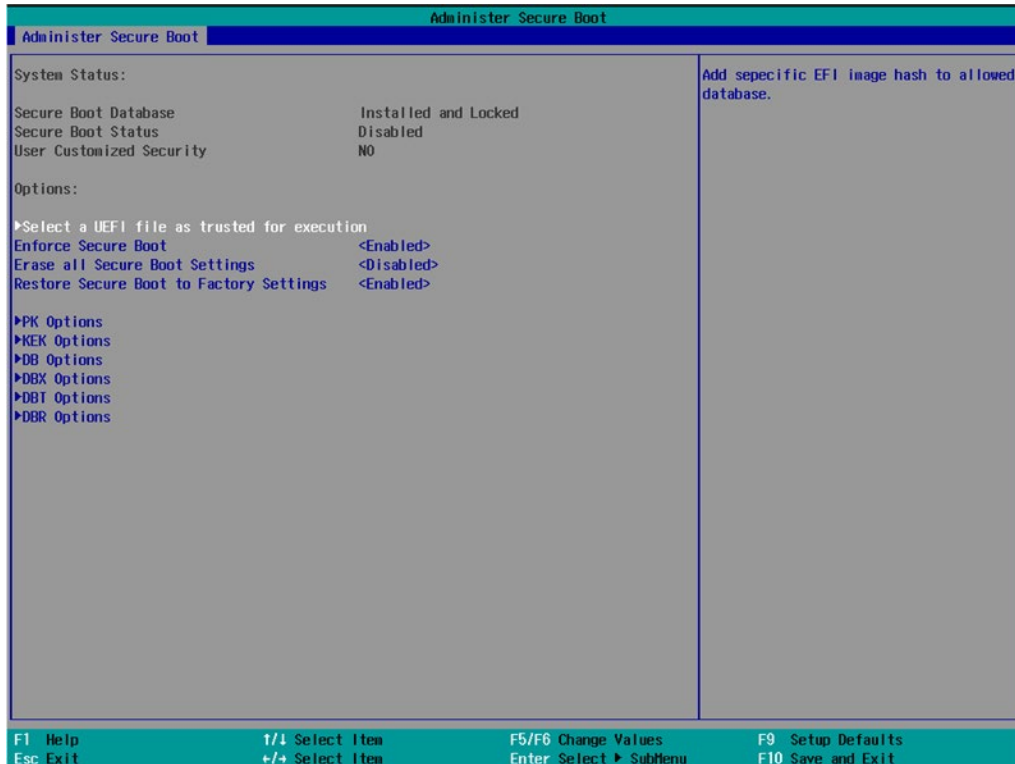 Administer Secure Boot
Administer Secure Boot
System Status:
Secure Boot Database Installed and Locked
Secure Boot Status Disabled
User Customized Security NO
Options:
▶Select a UEFI file as trusted for execution
Enforce Secure Boot <Enabled>
Erase all Secure Boot Settings <Disabled>
Restore Secure Boot to Factory Settings <Enabled>
▶PK Options
▶KEK Options
▶DB Options
▶DBX Options
▶DBT Options
▶DBR Options
Add sepecific EFI image hash to allowed
database.
F1 Help ↑/↓ Select Item F5/F6 Change Values F9 Setup Defaults
Esc Exit ←/→ Select Item Enter Select ▶ SubMenu F10 Save and Exit